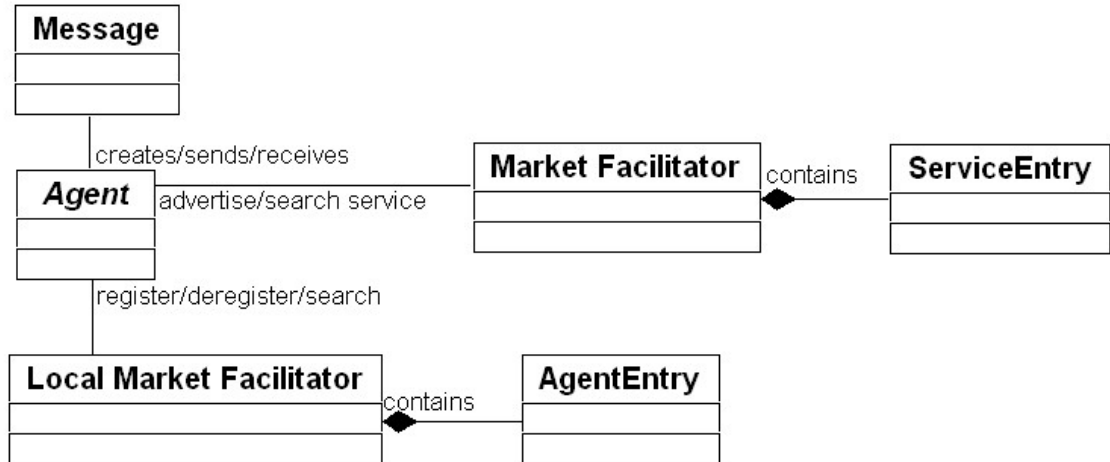 Message
creates/sends/receives
Agent
advertise/search service
Market Facilitator
contains
ServiceEntry
register/deregister/search
Local Market Facilitator
contains
AgentEntry